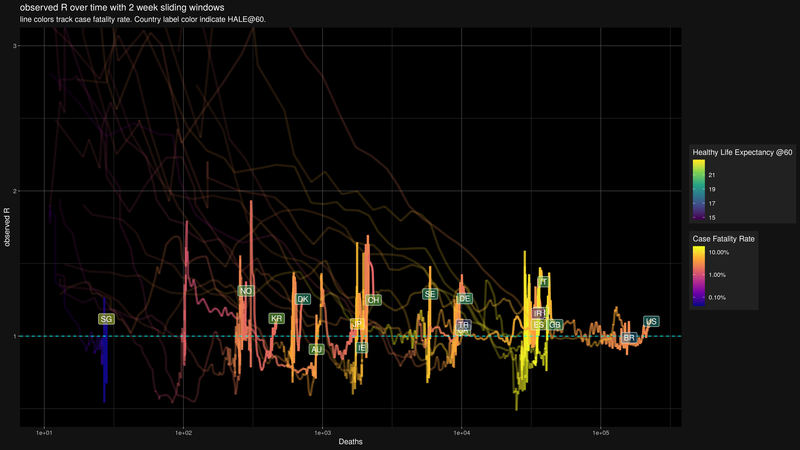 observed R over time with 2 week sliding windows
line colors track case fatality rate. Country label color indicate HALE@60.
3
2
1
observed R
SG
NO
KR
DK
AU
JP
IE
CH
SE
DE
TR
IT
IR
ES
GB
BR
US
1e+01
1e+02
1e+03
1e+04
1e+05
Deaths
Healthy Life Expectancy @60
21
19
17
15
Case Fatality Rate
10.00%
1.00%
0.10%